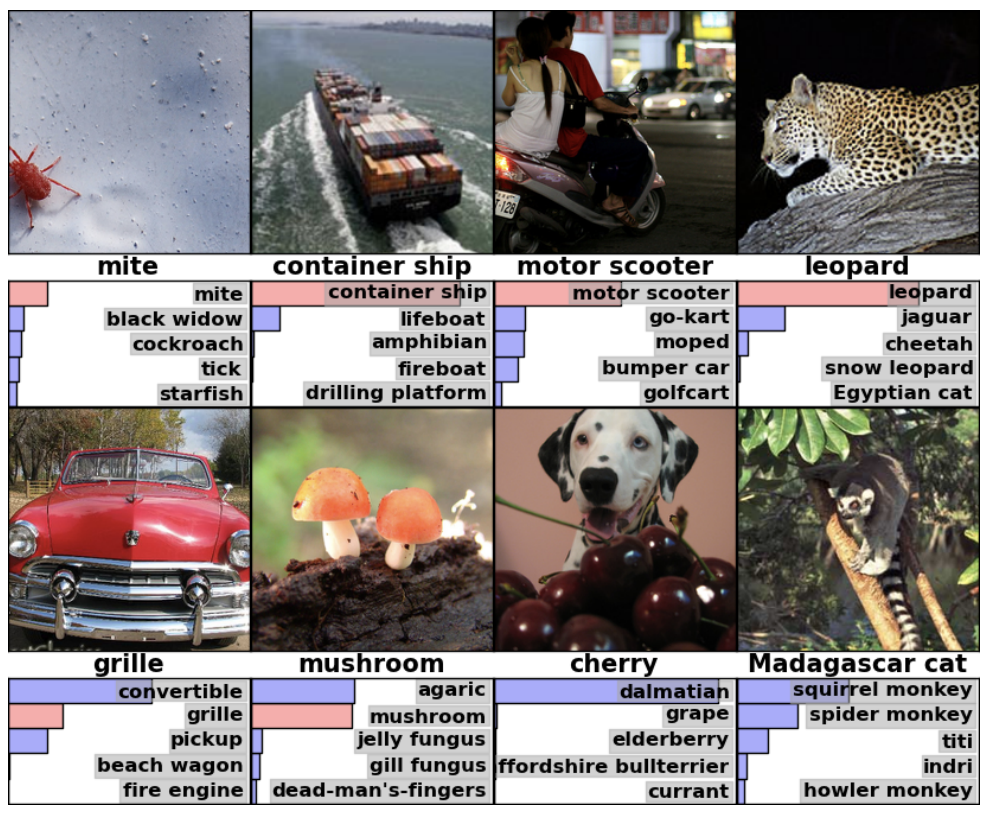 T-128
mite
container ship
motor scooter
leopard
mite
black widow
cockroach
tick
starfish
container ship
lifeboat
amphibian
fireboat
drilling platform
motor scooter
go-kart
moped
bumper car
golfcart
leopard
jaguar
cheetah
snow leopard
Egyptian cat
grille
mushroom
cherry
Madagascar cat
convertible
grille
pickup
beach wagon
fire engine
agaric
mushroom
jelly fungus
gill fungus
dead-man's-fingers
dalmatian
grape
elderberry
ffordshire bullterrier
currant
squirrel monkey
spider monkey
titi
indri
howler monkey